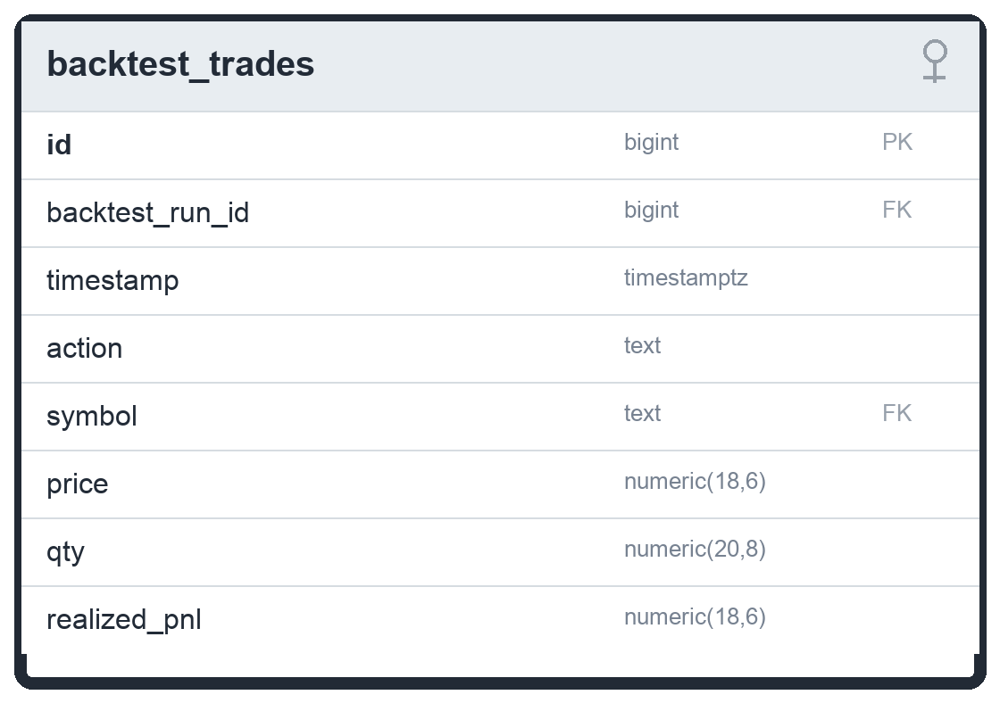 backtest_trades
id bigint PK
backtest_run_id bigint FK
timestamp timestamptz
action text
symbol text FK
price numeric(18,6)
qty numeric(20,8)
realized_pnl numeric(18,6)